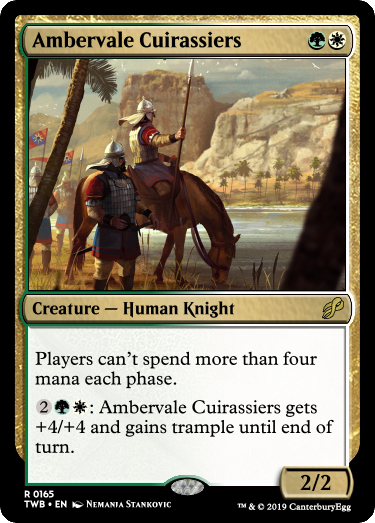 Ambervale Cuirassiers
Creature — Human Knight
Players can't spend more than four
mana each phase.
2: Ambervale Cuirassiers gets
+4/+4 and gains trample until end of
turn.
2/2
R 0165
TWB • EN Nemania Stankovic
™ & © 2019 CanterburyEgg